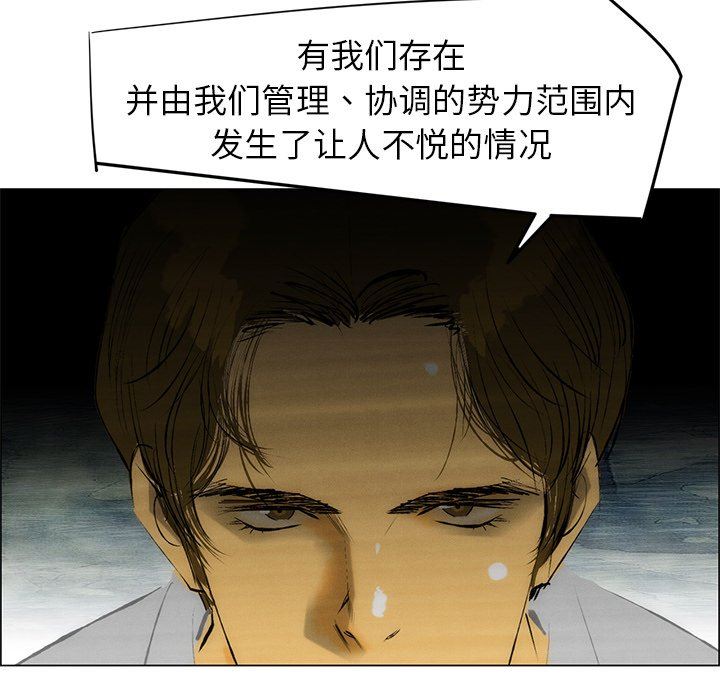 有我们存在
并由我们管理、协调的势力范围内
发生了让人不悦的情况